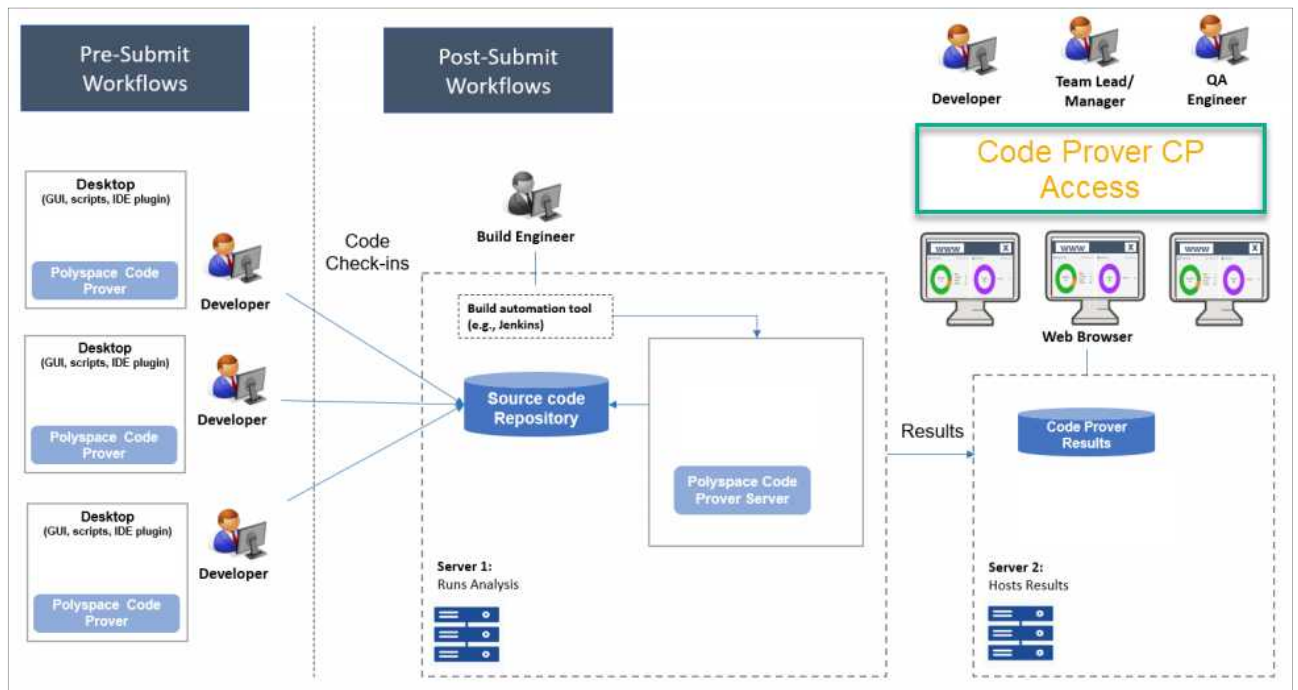 Pre-Submit
Workflows
Post-Submit
Workflows
Developer
Team Lead/
Manager
QA
Engineer
Code Prover CP
Access
Desktop
(GUI, scripts, IDE plugin)
Polyspace Code
Prover
Developer
Desktop
(GUI, scripts, IDE plugin)
Polyspace Code
Prover
Developer
Desktop
(GUI, scripts, IDE plugin)
Polyspace Code
Prover
Developer
Code
Check-ins
Build Engineer
Build automation tool
(e.g., Jenkins)
Source code
Repository
Polyspace Code
Prover Server
Server 1:
Runs Analysis
Results
www X
www X
www X
Web Browser
Code Prover
Results
Server 2:
Hosts Results